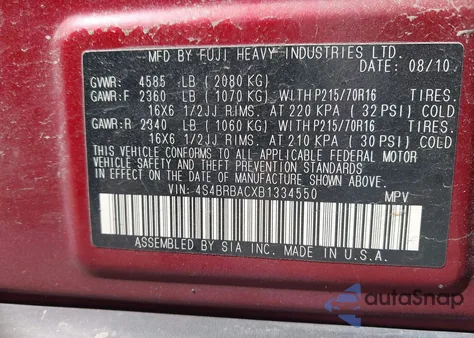 MFD BY FUJI HEAVY INDUSTRIES LTD.
DATE: 08/10
GVWR: 4585 LB (2080 KG)
GAWR:F 2360 LB (1070 KG) WITH P215/70R16 TIRES.
16X6 1/2JJ RIMS. AT 220 KPA (32 PSI) COLD
GAWR:R 2340 LB (1060 KG) WITH P215/70R16 TIRES.
16X6 1/2JJ RIMS. AT 210 KPA (30 PSI) COLD
THIS VEHICLE CONFORMS TO ALL APPLICABLE FEDERAL MOTOR
VEHICLE SAFETY AND THEFT PREVENTION STANDARDS
IN EFFECT ON THE DATE OF MANUFACTURE SHOWN ABOVE.
VIN: 4S4BRBACXB1334550 MPV
ASSEMBLED BY SIA INC. MADE IN U.S.A.
autoSnap